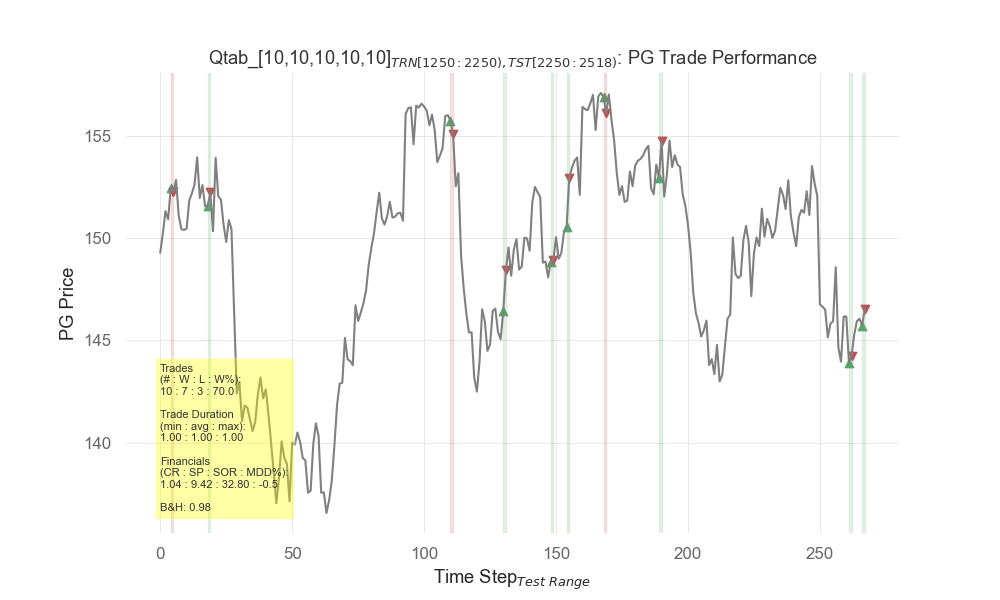 Qtab_[10,10,10,10,10]TRN[1250:2250),TST[2250:2518): PG Trade Performance
PG Price
155
150
145
140
Trades
(# : W : L : W%):
10 : 7 : 3 : 70.0
Trade Duration
(min : avg : max):
1.00 : 1.00 : 1.00
Financials
(CR : SP : SOR : MDD%):
1.04 : 9.42 : 32.80 : -0.5
B&H: 0.98
0 50 100 150 200 250
Time StepTest Range